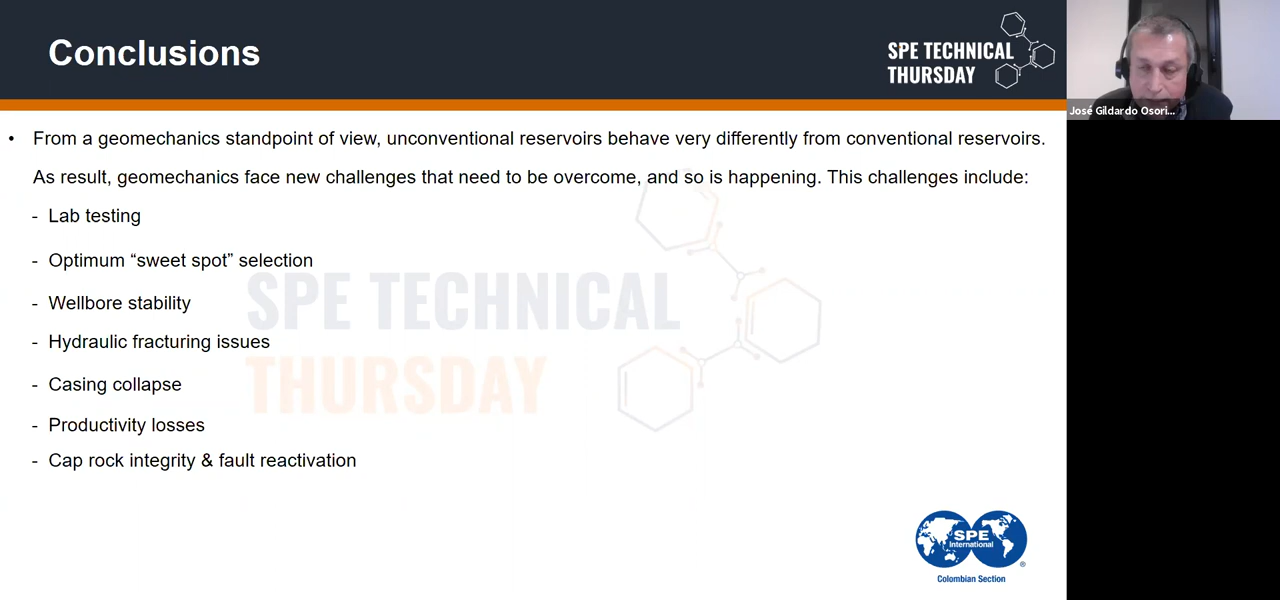 Conclusions
SPE TECHNICAL
THURSDAY
José Gildardo Osori...
• From a geomechanics standpoint of view, unconventional reservoirs behave very differently from conventional reservoirs.
As result, geomechanics face new challenges that need to be overcome, and so is happening. This challenges include:
- Lab testing
- Optimum “sweet spot” selection
- Wellbore stability
- Hydraulic fracturing issues
- Casing collapse
- Productivity losses
- Cap rock integrity & fault reactivation
SPE TECHNICAL
THURSDAY
SPE
International
®
Colombian Section